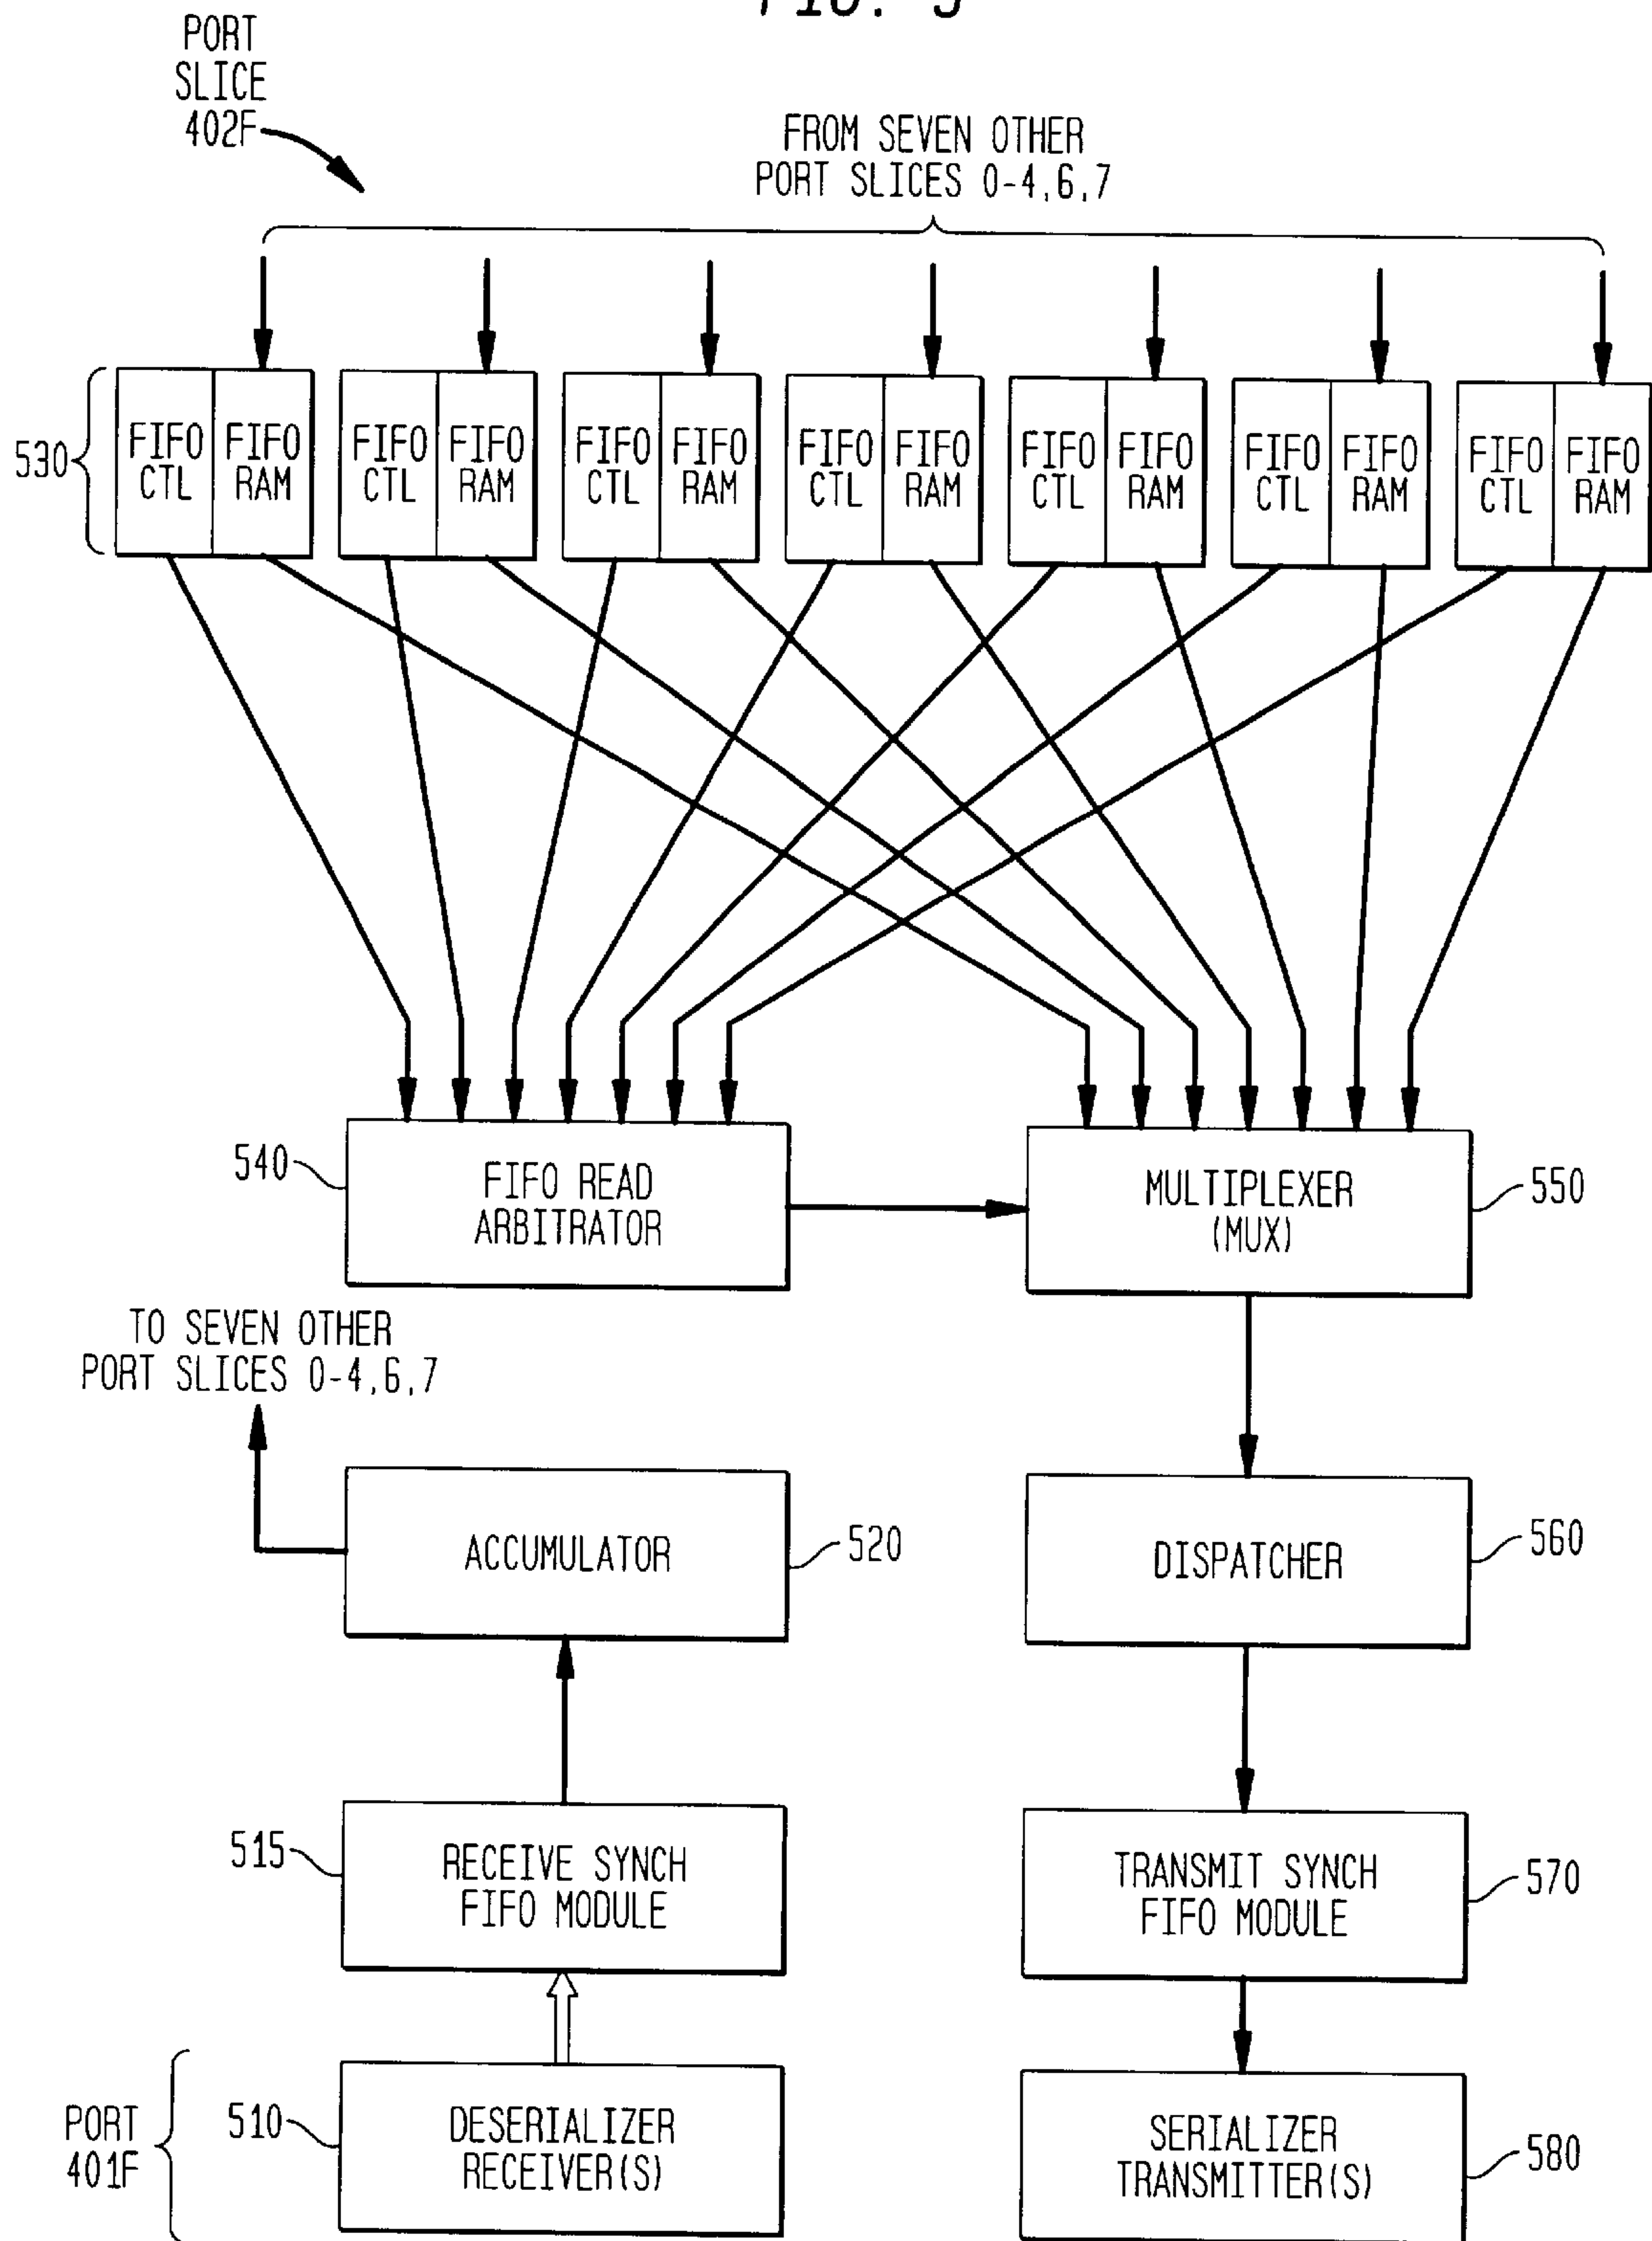 FIG. 5
PORT
SLICE
402F
FROM SEVEN OTHER
PORT SLICES 0-4,6,7
530
FIFO CTL
FIFO RAM
FIFO CTL
FIFO RAM
FIFO CTL
FIFO RAM
FIFO CTL
FIFO RAM
FIFO CTL
FIFO RAM
FIFO CTL
FIFO RAM
FIFO CTL
FIFO RAM
540
FIFO READ
ARBITRATOR
MULTIPLEXER
(MUX)
550
TO SEVEN OTHER
PORT SLICES 0-4,6,7
ACCUMULATOR
520
DISPATCHER
560
515
RECEIVE SYNCH
FIFO MODULE
TRANSMIT SYNCH
FIFO MODULE
570
PORT
401F
510
DESERIALIZER
RECEIVER(S)
SERIALIZER
TRANSMITTER(S)
580